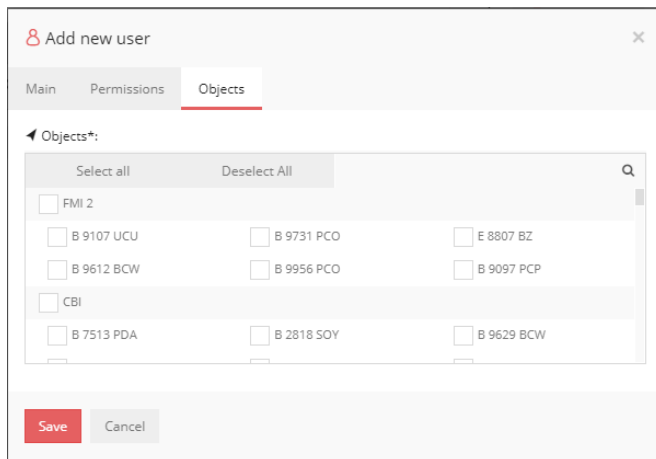 Add new user
Main Permissions Objects
Objects*:
Select all Deselect All
FMI 2
B 9107 UCU B 9731 PCO E 8807 BZ
B 9612 BCW B 9956 PCO B 9097 PCP
CBI
B 7513 PDA B 2818 SOY B 9629 BCW
Save Cancel